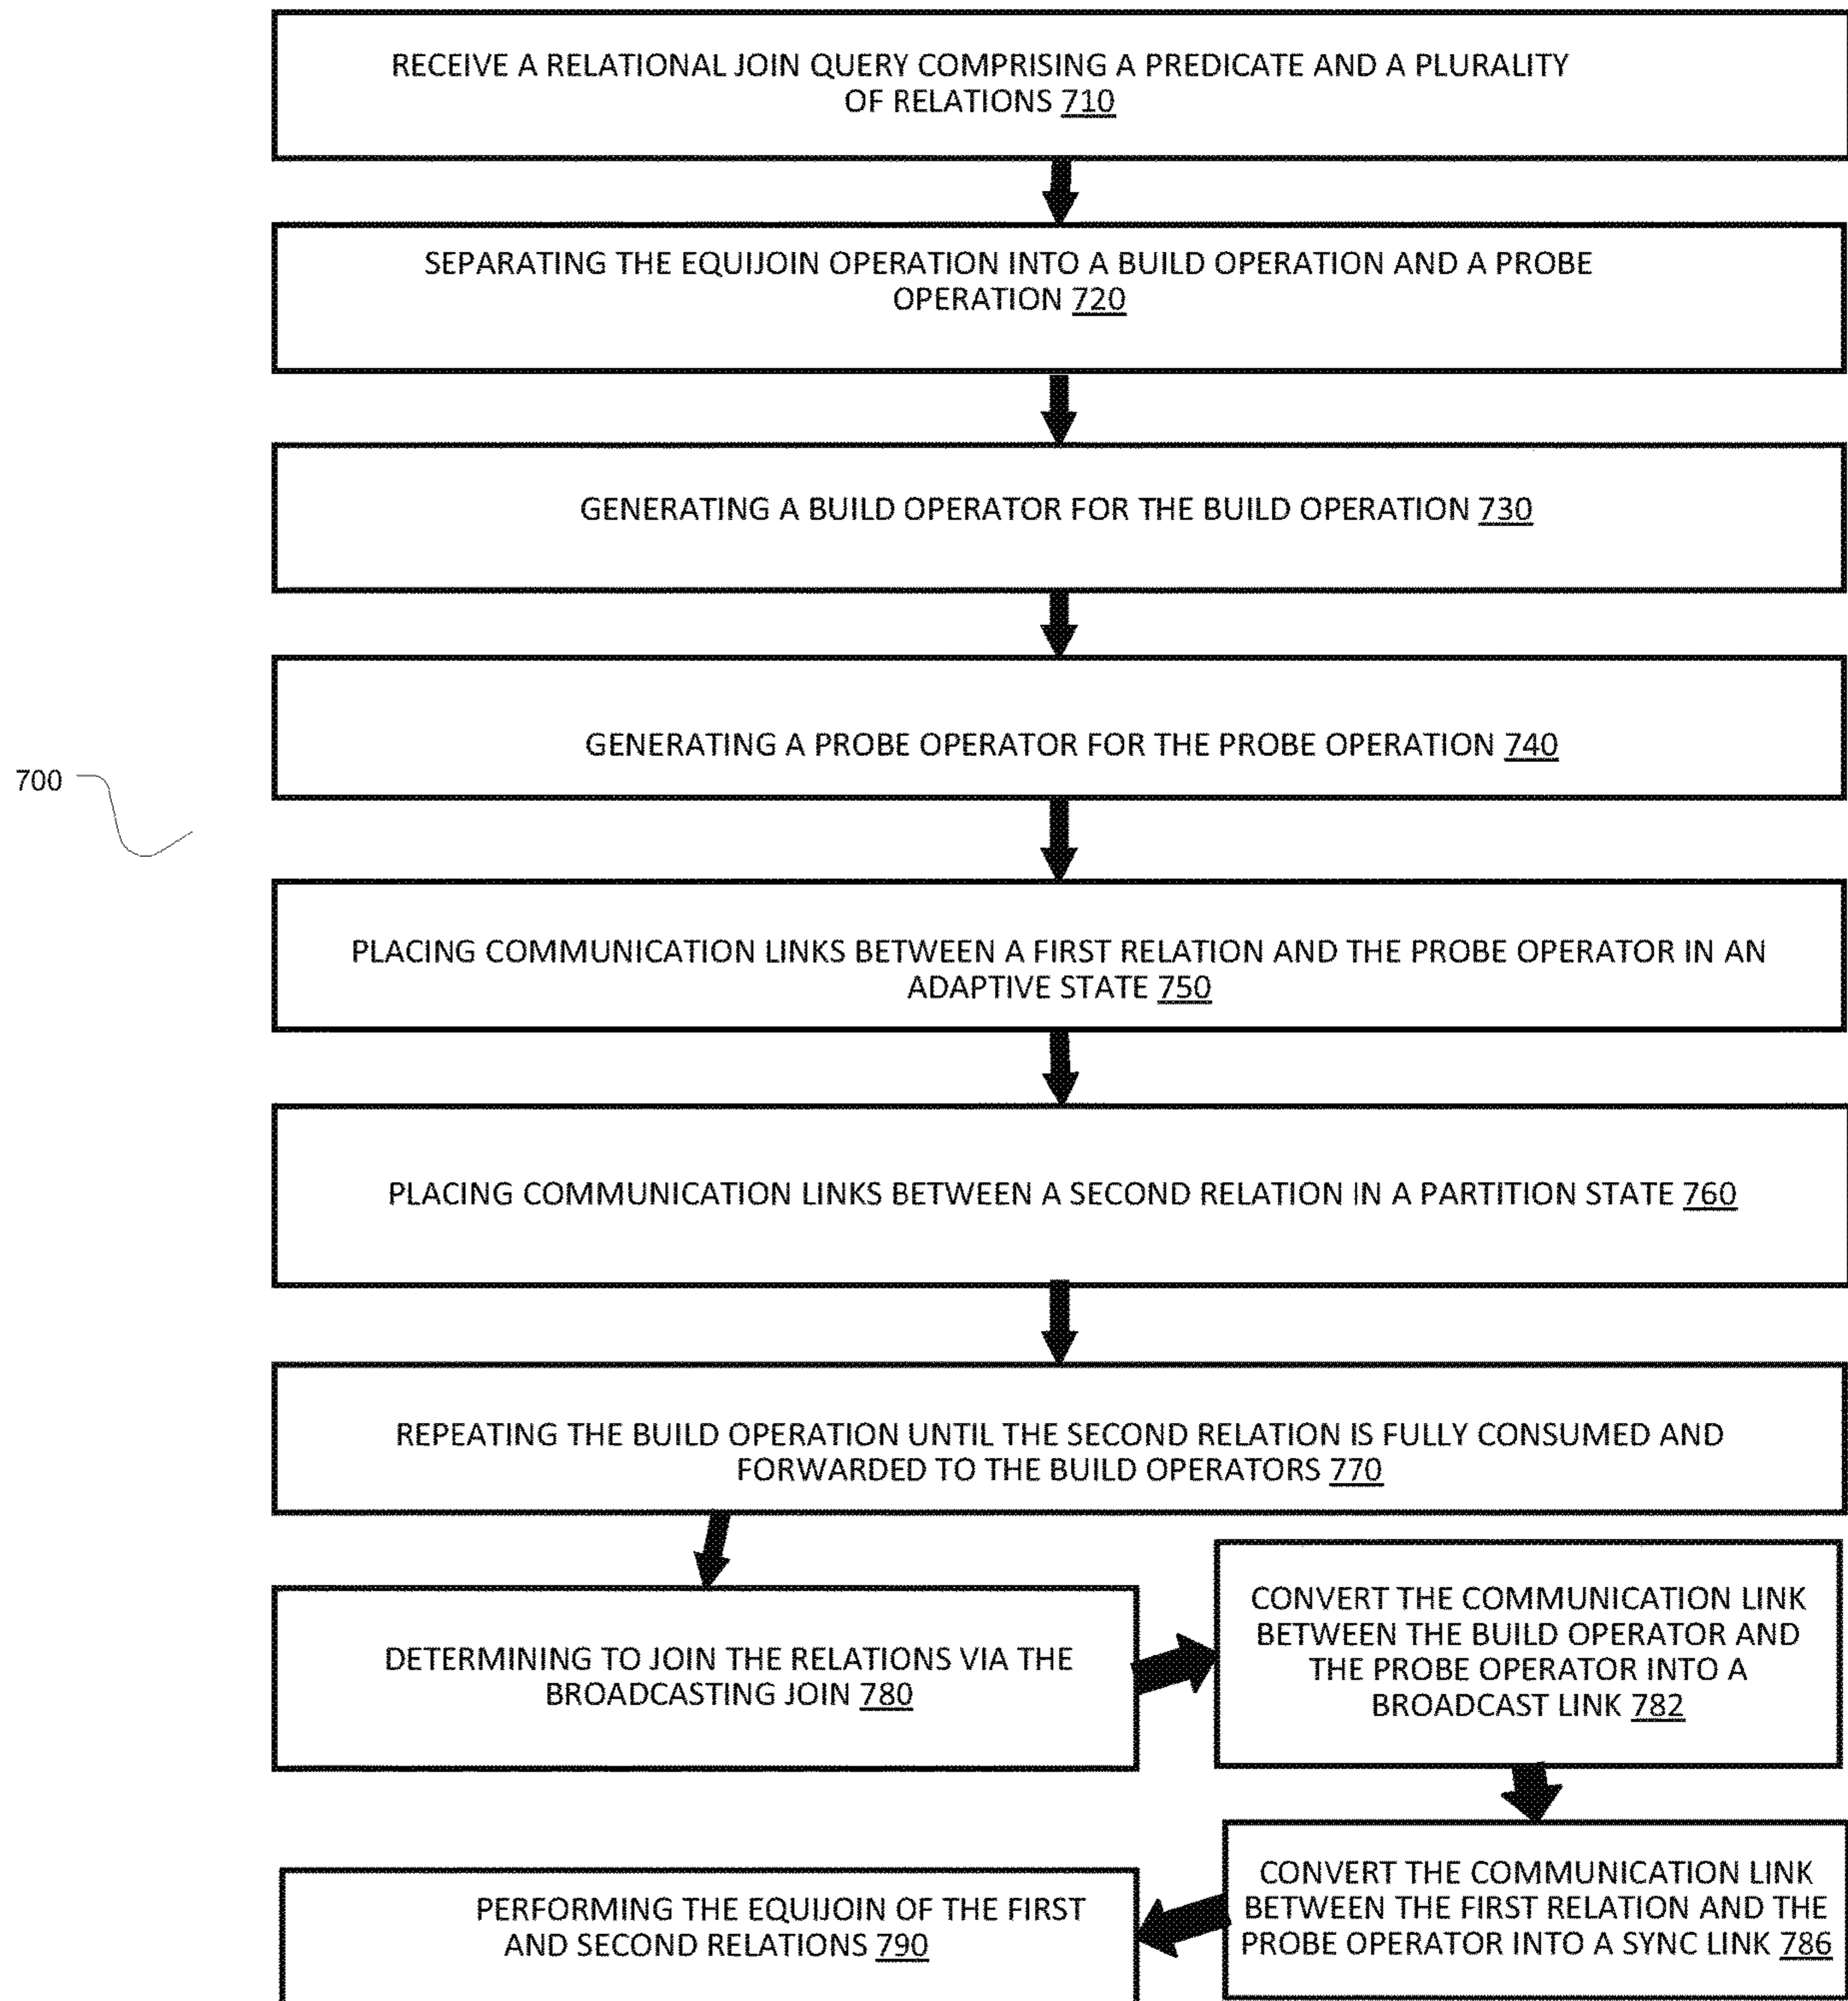 RECEIVE A RELATIONAL JOIN QUERY COMPRISING A PREDICATE AND A PLURALITY
OF RELATIONS 710
SEPARATING THE EQUIJOIN OPERATION INTO A BUILD OPERATION AND A PROBE
OPERATION 720
GENERATING A BUILD OPERATOR FOR THE BUILD OPERATION 730
GENERATING A PROBE OPERATOR FOR THE PROBE OPERATION 740
700
PLACING COMMUNICATION LINKS BETWEEN A FIRST RELATION AND THE PROBE OPERATOR IN AN
ADAPTIVE STATE 750
PLACING COMMUNICATION LINKS BETWEEN A SECOND RELATION IN A PARTITION STATE 760
REPEATING THE BUILD OPERATION UNTIL THE SECOND RELATION IS FULLY CONSUMED AND
FORWARDED TO THE BUILD OPERATORS 770
DETERMINING TO JOIN THE RELATIONS VIA THE
BROADCASTING JOIN 780
CONVERT THE COMMUNICATION LINK
BETWEEN THE BUILD OPERATOR AND
THE PROBE OPERATOR INTO A
BROADCAST LINK 782
CONVERT THE COMMUNICATION LINK
BETWEEN THE FIRST RELATION AND THE
PROBE OPERATOR INTO A SYNC LINK 786
PERFORMING THE EQUIJOIN OF THE FIRST
AND SECOND RELATIONS 790